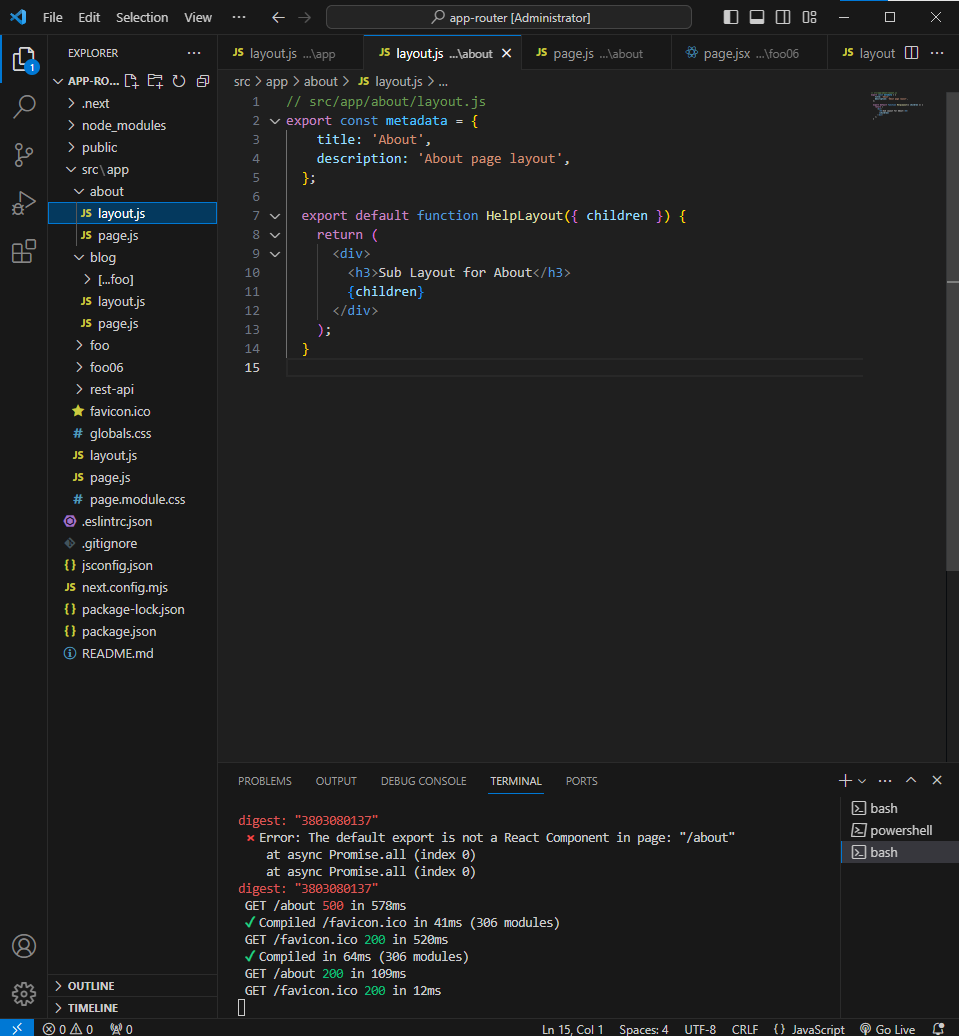 File Edit Selection View ··· app-router [Administrator]
EXPLORER ···
layout.js ...\app layout.js ...\about page.js ...\about page.jsx ...\foo06 layout ···
APP-RO...
src > app > about > JS layout.js > ...
.next
node_modules
public
src\app
about
JS layout.js
JS page.js
blog
[...foo]
JS layout.js
JS page.js
foo
foo06
rest-api
favicon.ico
# globals.css
JS layout.js
JS page.js
# page.module.css
.eslintrc.json
.gitignore
{} jsconfig.json
JS next.config.mjs
{} package-lock.json
{} package.json
README.md
OUTLINE
TIMELINE
1 // src/app/about/layout.js
2 export const metadata = {
3 title: 'About',
4 description: 'About page layout',
5 };
6
7 export default function HelpLayout({ children }) {
8 return (
9 <div>
10 <h3>Sub Layout for About</h3>
11 {children}
12 </div>
13 );
14 }
15
PROBLEMS OUTPUT DEBUG CONSOLE TERMINAL PORTS
digest: "3803080137"
⨯ Error: The default export is not a React Component in page: "/about"
at async Promise.all (index 0)
at async Promise.all (index 0)
digest: "3803080137"
GET /about 500 in 578ms
✓ Compiled /favicon.ico in 41ms (306 modules)
GET /favicon.ico 200 in 520ms
✓ Compiled in 64ms (306 modules)
GET /about 200 in 109ms
GET /favicon.ico 200 in 12ms
bash
powershell
bash
1
0 0 0 Ln 15, Col 1 Spaces: 4 UTF-8 CRLF {} JavaScript Go Live